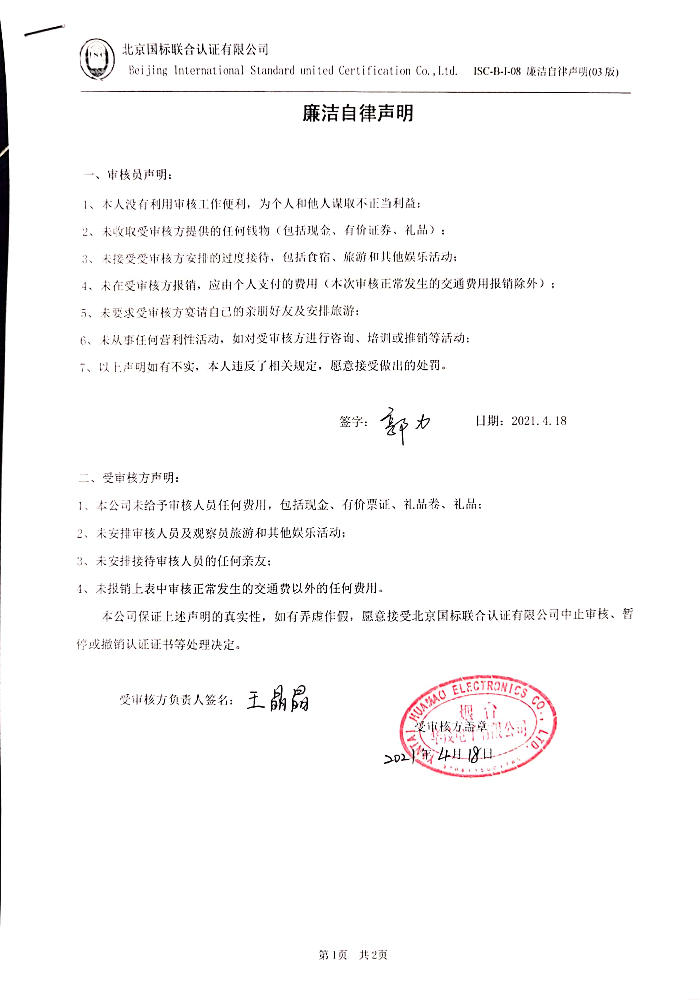 ISC
北京国标联合认证有限公司
Beijing International Standard united Certification Co.,Ltd. ISC-B-I-08 廉洁自律声明(03 版)
廉洁自律声明
一、审核员声明：
1、本人没有利用审核工作便利，为个人和他人谋取不正当利益；
2、未收取受审核方提供的任何钱物（包括现金、有价证券、礼品）；
3、未接受受审核方安排的过度接待，包括食宿、旅游和其他娱乐活动；
4、未在受审核方报销，应由个人支付的费用（本次审核正常发生的交通费用报销除外）；
5、未要求受审核方宴请自己的亲朋好友及安排旅游；
6、未从事任何营利性活动，如对受审核方进行咨询、培训或推销等活动；
7、以上声明如有不实，本人违反了相关规定，愿意接受做出的处罚。
签字：郭力 日期：2021.4.18
二、受审核方声明：
1、本公司未给予审核人员任何费用，包括现金、有价票证、礼品卷、礼品；
2、未安排审核人员及观察员旅游和其他娱乐活动；
3、未安排接待审核人员的任何亲友；
4、未报销上表中审核正常发生的交通费以外的任何费用。
本公司保证上述声明的真实性，如有弄虚作假，愿意接受北京国标联合认证有限公司中止审核、暂
停或撤销认证证书等处理决定。
受审核方负责人签名：王晶晶
YANTAI HUAMAO ELECTRONICS CO., LTD.
烟台
受审核方盖章
电子有限公司
2021年4月18日
第1页 共2页